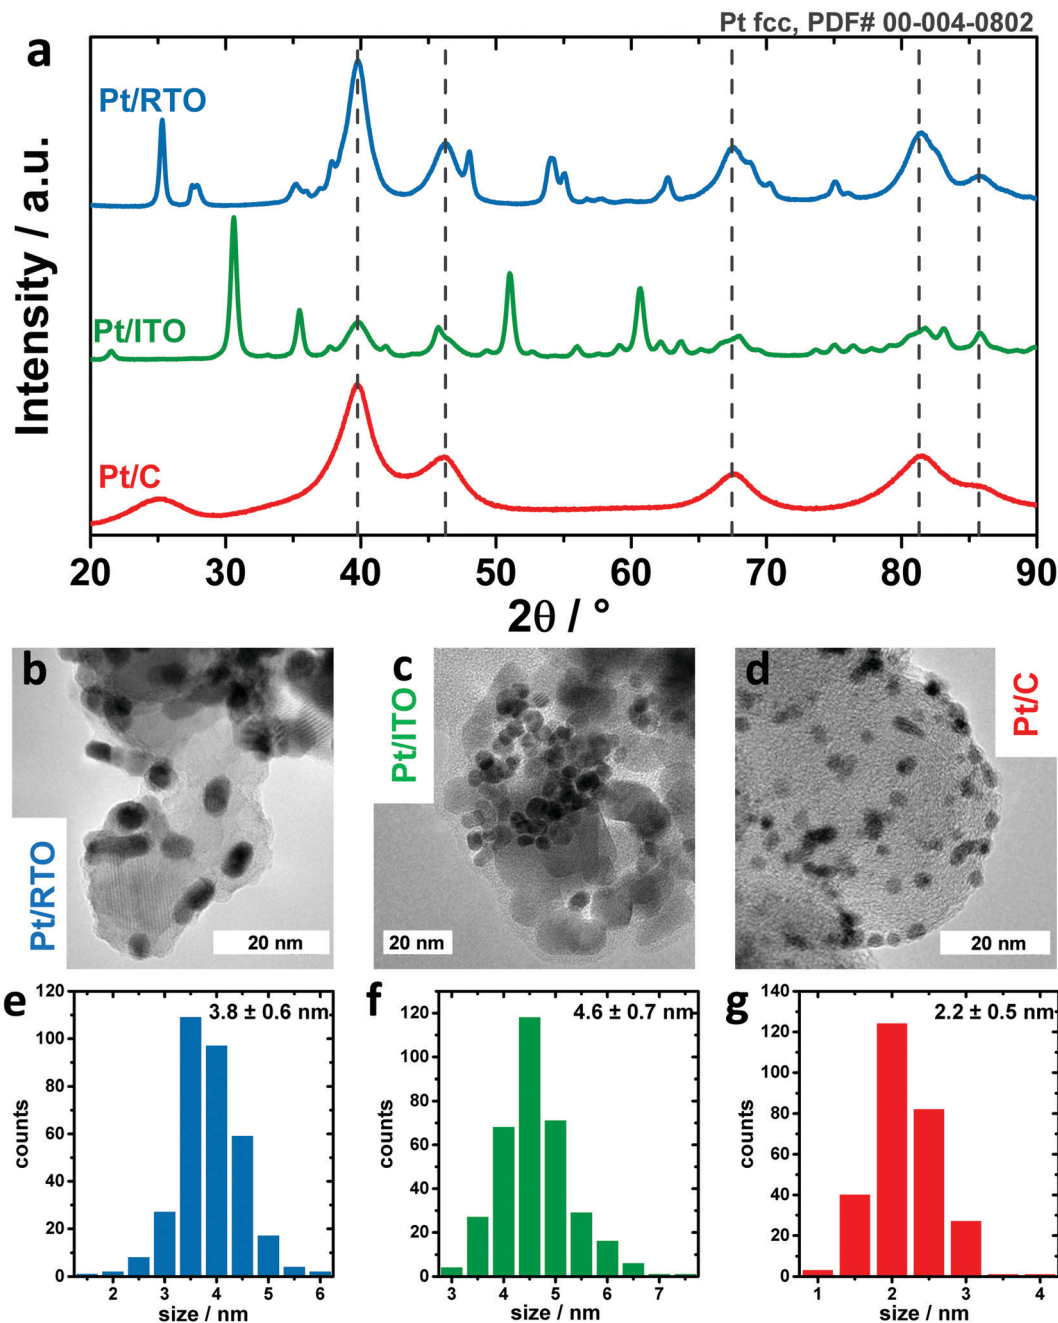 Pt fcc, PDF# 00-004-0802
a
Pt/RTO
Pt/ITO
Pt/C
Intensity / a.u.
20 30 40 50 60 70 80 90
2θ / °
b
Pt/RTO
20 nm
c
Pt/ITO
20 nm
d
Pt/C
20 nm
e
3.8 ± 0.6 nm
120
100
80
60
40
20
0
counts
2 3 4 5 6
size / nm
f
4.6 ± 0.7 nm
120
100
80
60
40
20
0
counts
3 4 5 6 7
size / nm
g
2.2 ± 0.5 nm
140
120
100
80
60
40
20
0
counts
1 2 3 4
size / nm